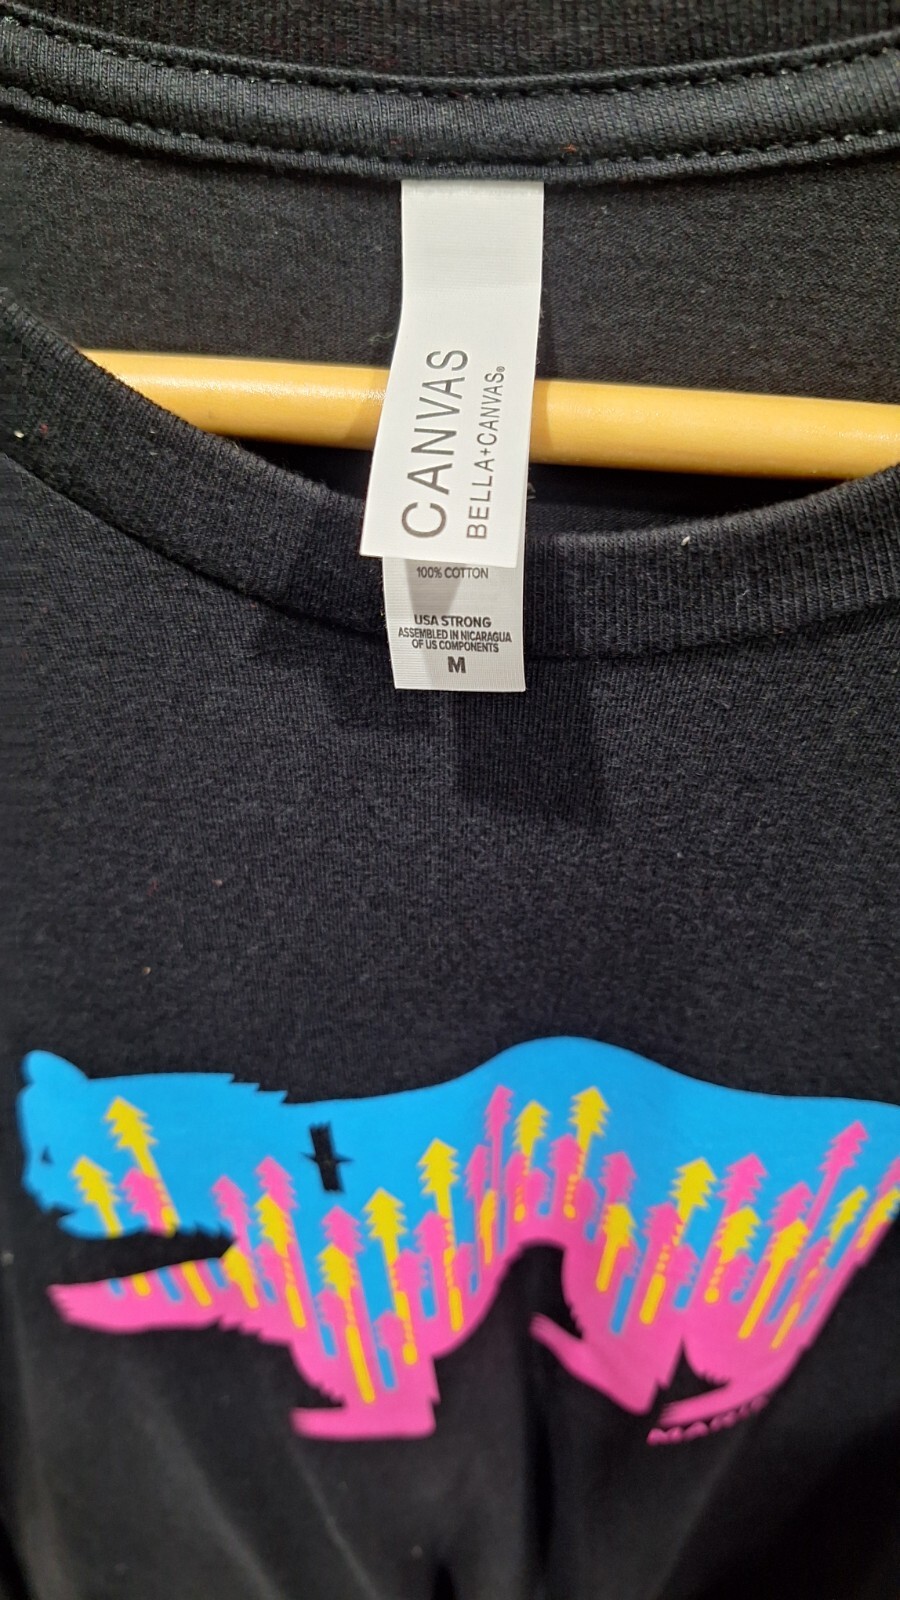 CANVAS
BELLA+CANVAS®
100% COTTON
USA STRONG
ASSEMBLED IN NICARAGUA
OF US COMPONENTS
M